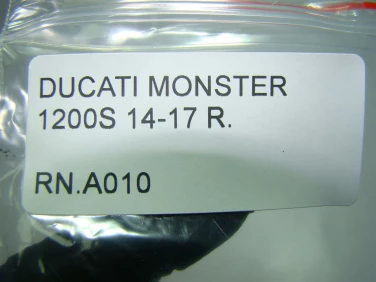 DUCATI MONSTER
1200S 14-17 R.
RN.A010